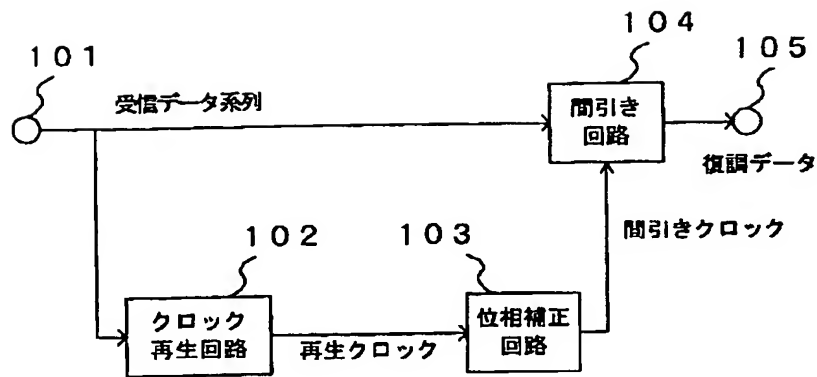 １０１
受信データ系列
１０４
間引き
回路
１０５
復調データ
間引きクロック
１０２
クロック
再生回路
再生クロック
１０３
位相補正
回路